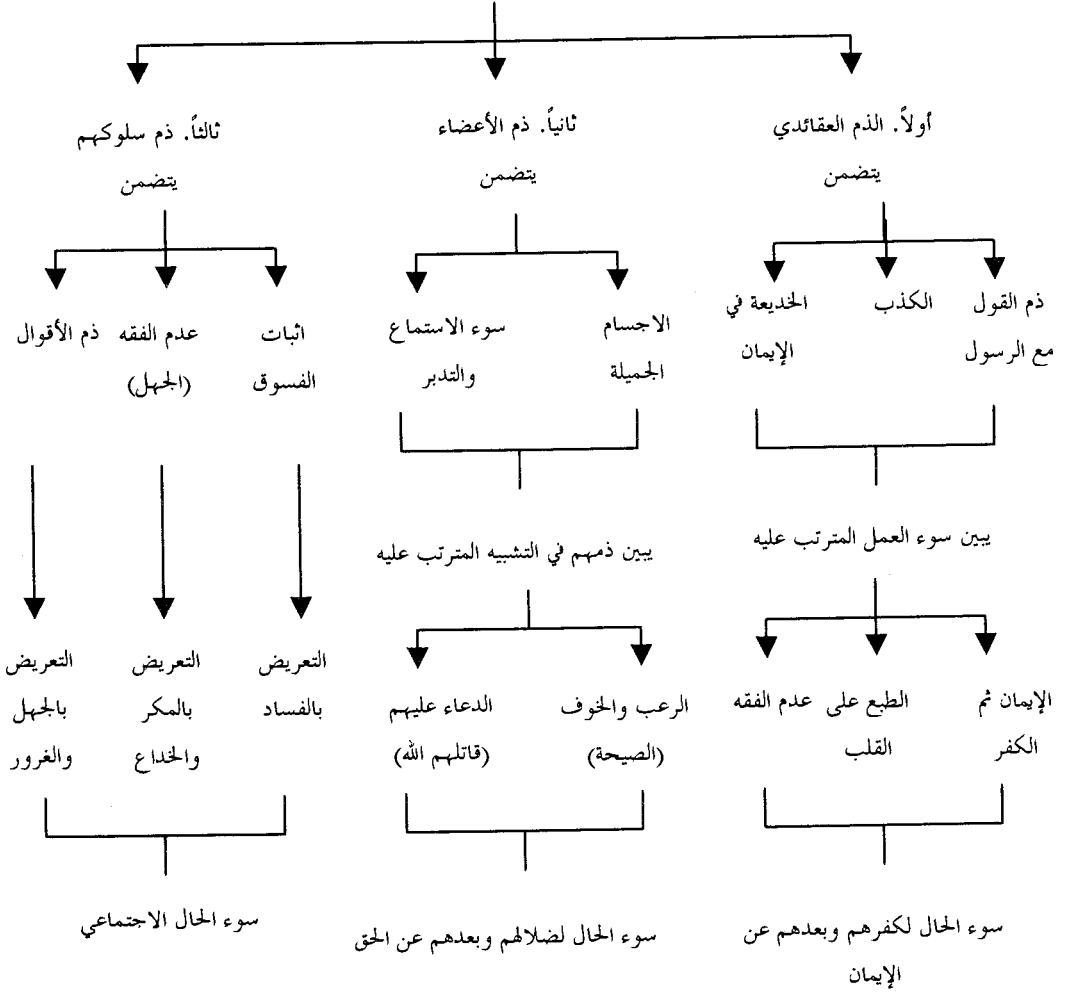 أولاً. الذم العقائدي
يتضمن
ذم القول
مع الرسول
الكذب
الخديعة في
الإيمان
يبين سوء العمل المترتب عليه
الإيمان ثم
الكفر
الطبع على
القلب
عدم الفقه
سوء الحال لكفرهم وبعدهم عن
الإيمان
ثانياً. ذم الأعضاء
يتضمن
الاجسام
الجميلة
سوء الاستماع
والتدبر
يبين ذمهم في التشبيه المترتب عليه
الرعب والخوف
(الصيحة)
الدعاء عليهم
(قاتلهم الله)
سوء الحال لضلالهم وبعدهم عن الحق
ثالثاً. ذم سلوكهم
يتضمن
اثبات
الفسوق
عدم الفقه
(الجهل)
ذم الأقوال
التعريض
بالفساد
التعريض
بالمكر
والخداع
التعريض
بالجهل
والغرور
سوء الحال الاجتماعي